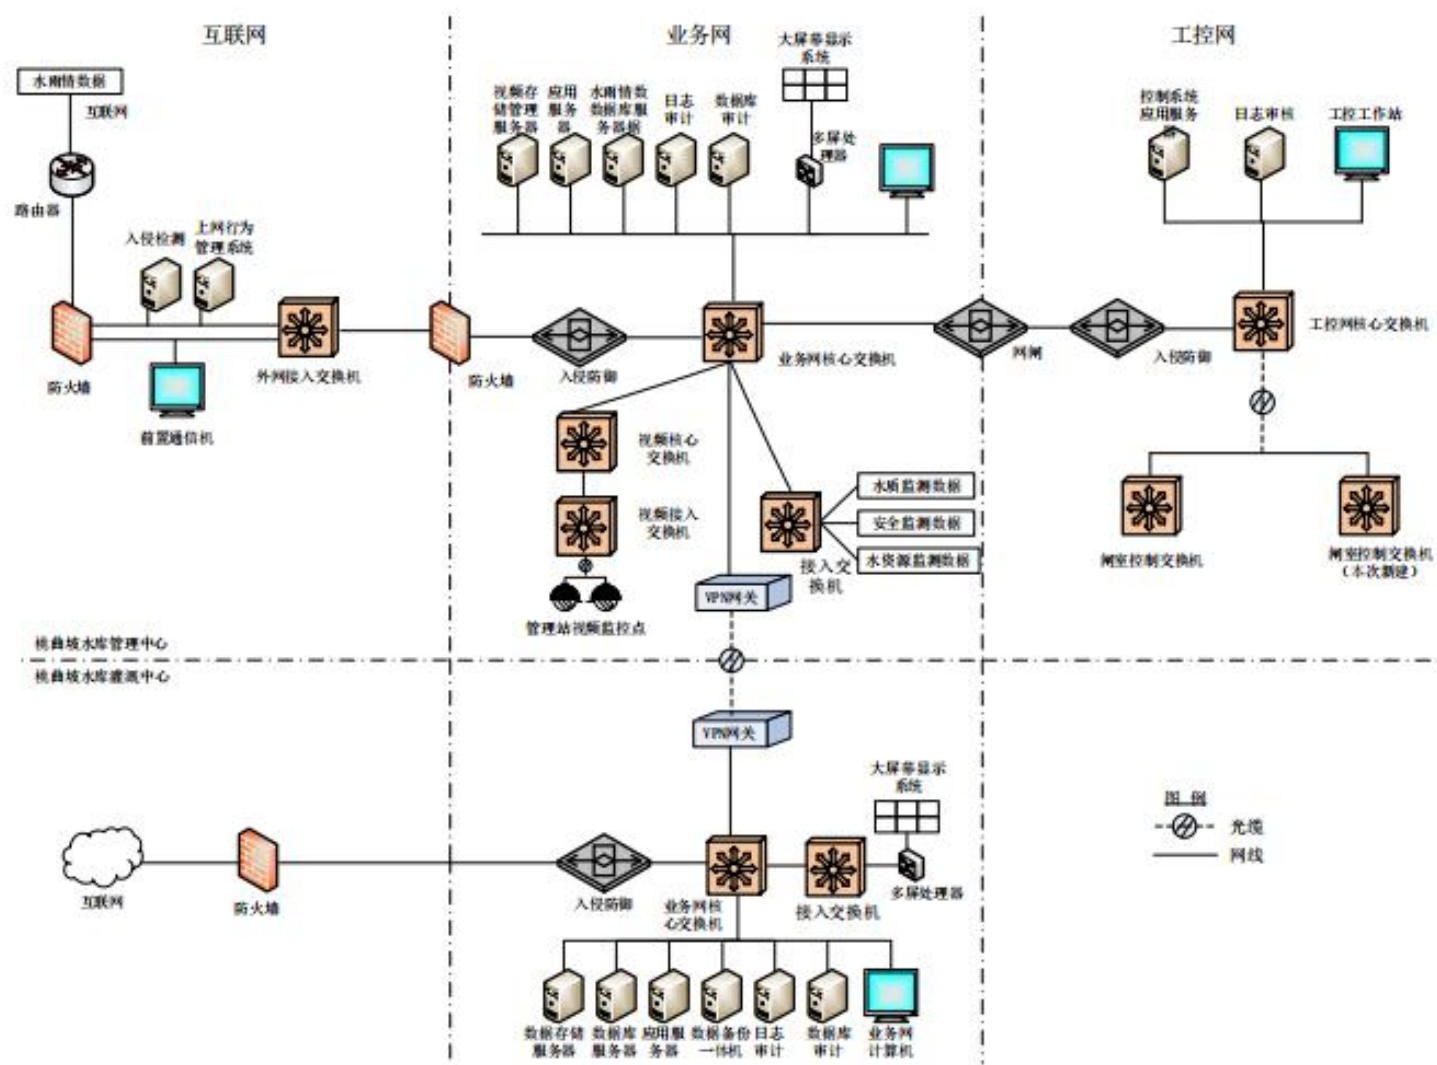 互联网
业务网
工控网
水雨情数据
互联网
路由器
入侵检测
上网行为
管理系统
防火墙
前置通信机
外网接入交换机
防火墙
视频存
储管理
服务器
应用
服务
器
水雨情数
数据库服
务器据
日志
审计
数据库
审计
大屏幕显示
系统
多屏处
理器
入侵防御
业务网核心交换机
网闸
入侵防御
控制系统
应用服务
器
日志审核
工控工作站
工控网核心交换机
视频核心
交换机
视频接入
交换机
管理站视频监控点
接入交
换机
水质监测数据
安全监测数据
水资源监测数据
VPN网关
闸室控制交换机
闸室控制交换机
(本次新建)
桃曲坡水库管理中心
桃曲坡水库灌溉中心
VPN网关
大屏幕显示
系统
多屏处理器
互联网
防火墙
入侵防御
业务网核
心交换机
接入交换机
数据存储
服务器
数据库
服务器
应用服
务器
数据备份
一体机
日志
审计
数据库
审计
业务网
计算机
图 例
光缆
网线